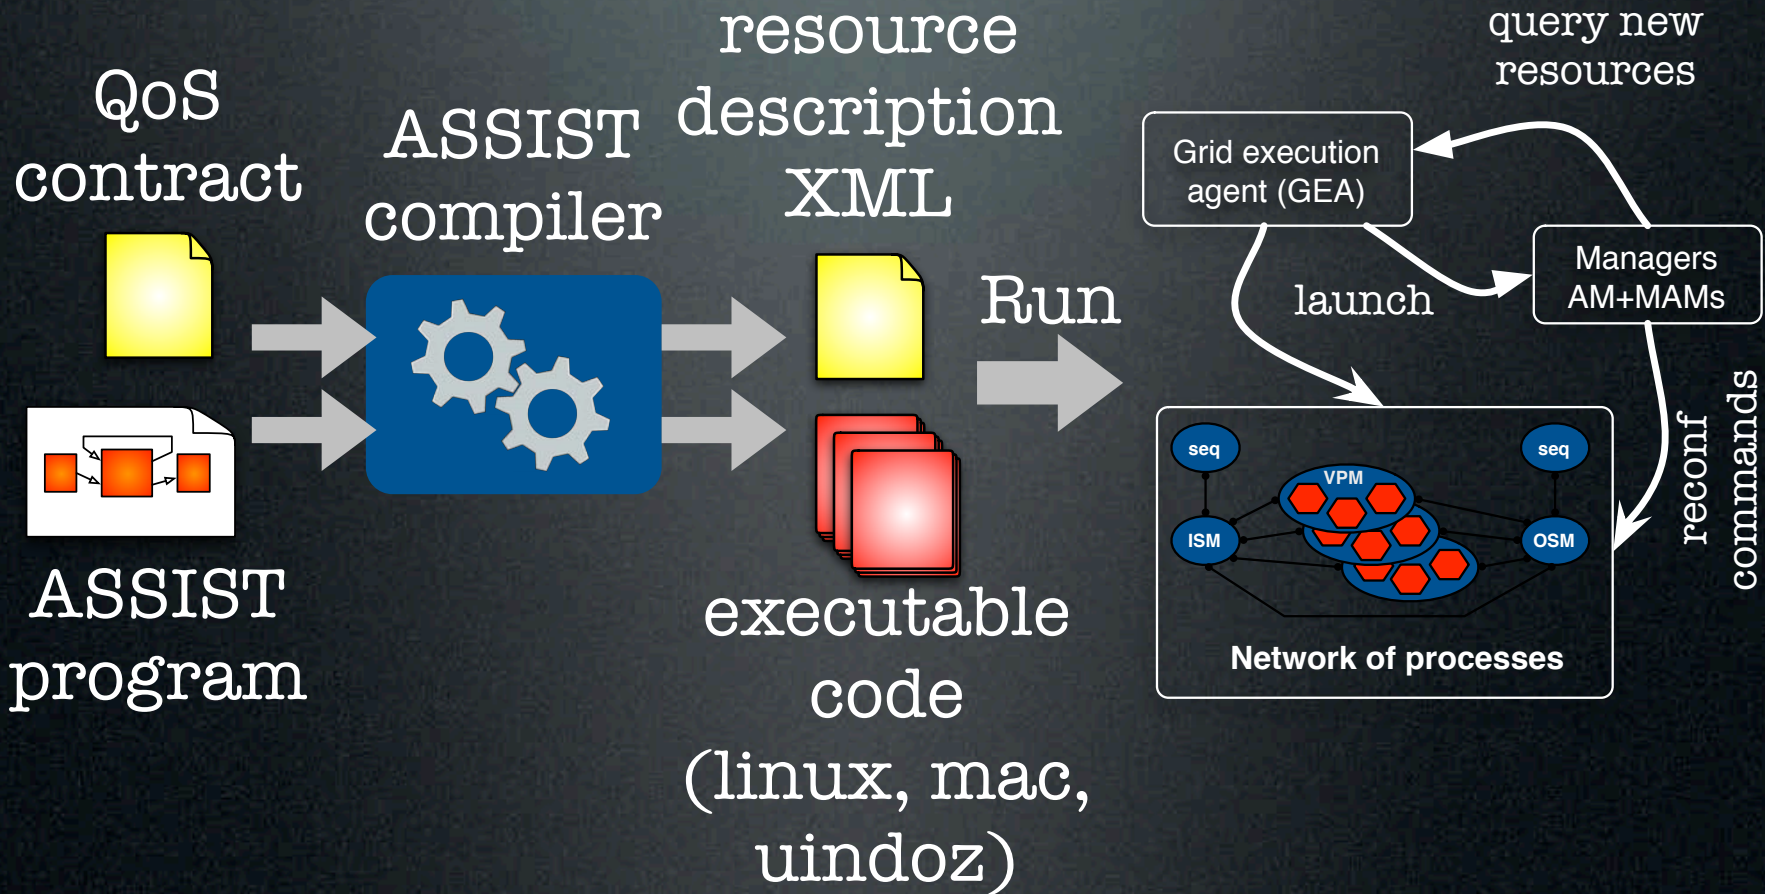 QoS
contract
ASSIST
program
ASSIST
compiler
resource
description
XML
executable
code
(linux, mac,
uindoz)
Run
query new
resources
Grid execution
agent (GEA)
launch
Managers
AM+MAMs
reconf
commands
seq
seq
VPM
ISM
OSM
Network of processes